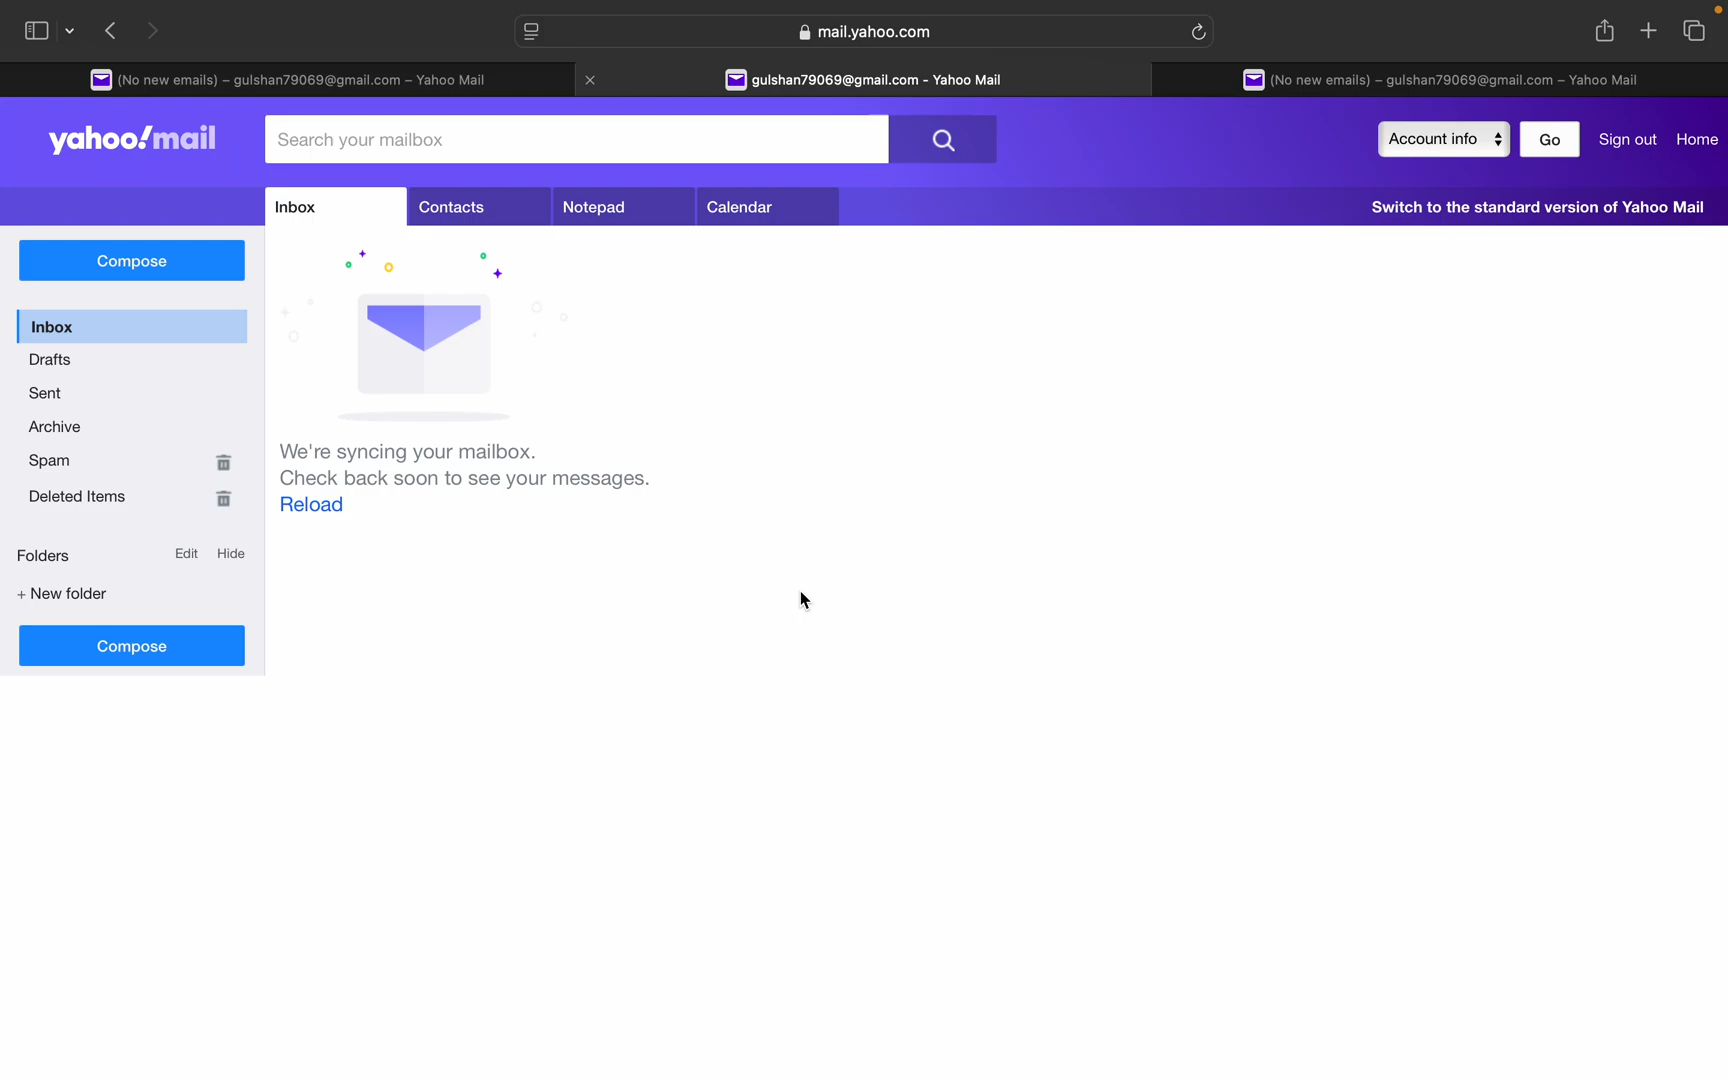 mail.yahoo.com
(No new emails) – gulshan79069@gmail.com – Yahoo Mail
gulshan79069@gmail.com - Yahoo Mail
(No new emails) – gulshan79069@gmail.com – Yahoo Mail
yahoo!mail
Search your mailbox
Account info
Go
Sign out
Home
Inbox
Contacts
Notepad
Calendar
Switch to the standard version of Yahoo Mail
Compose
Inbox
Drafts
Sent
Archive
Spam
Deleted Items
Folders
Edit
Hide
+ New folder
Compose
We're syncing your mailbox.
Check back soon to see your messages.
Reload